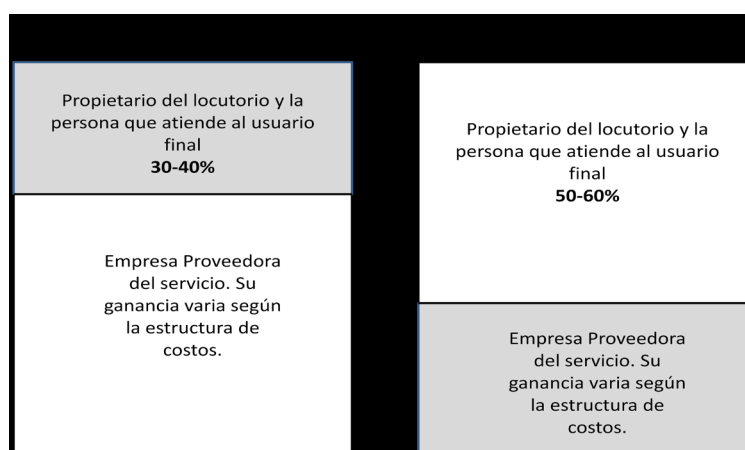 Propietario del locutorio y la
persona que atiende al usuario
final
30-40%
Empresa Proveedora
del servicio. Su
ganancia varia según
la estructura de
costos.
Propietario del locutorio y la
persona que atiende al usuario
final
50-60%
Empresa Proveedora
del servicio. Su
ganancia varia según
la estructura de
costos.